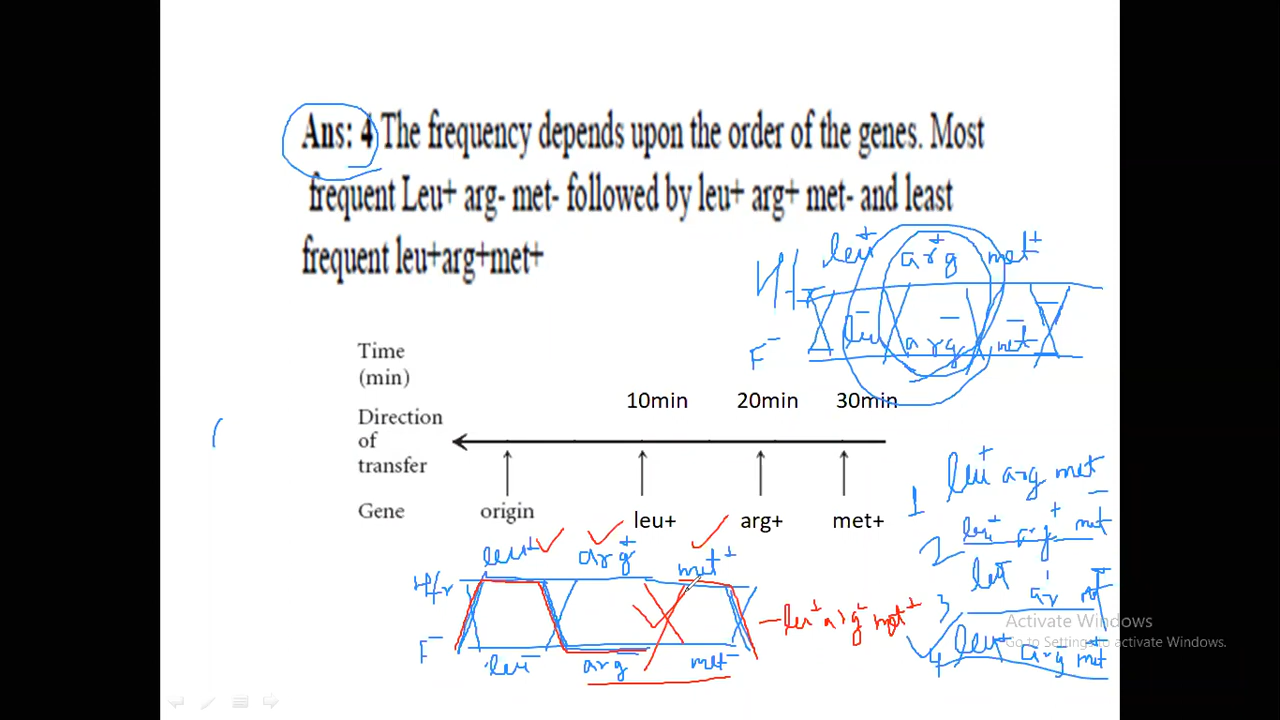 Ans: 4 The frequency depends upon the order of the genes. Most
frequent Leu+ arg- met- followed by leu+ arg+ met- and least
frequent leu+arg+met+
leu+ arg+ met+
Hfr
leu- arg- met-
F-
Time
(min)
10min 20min 30min
Direction
of
transfer
Gene origin leu+ arg+ met+
leu+ arg+ met+
Hfr
F-
leu- arg- met-
leu+ arg- met+
1 leu+ arg met-
2 leu+ arg+ met-
3
4 leu+ arg met
Activate Windows
Go to Settings to activate Windows.